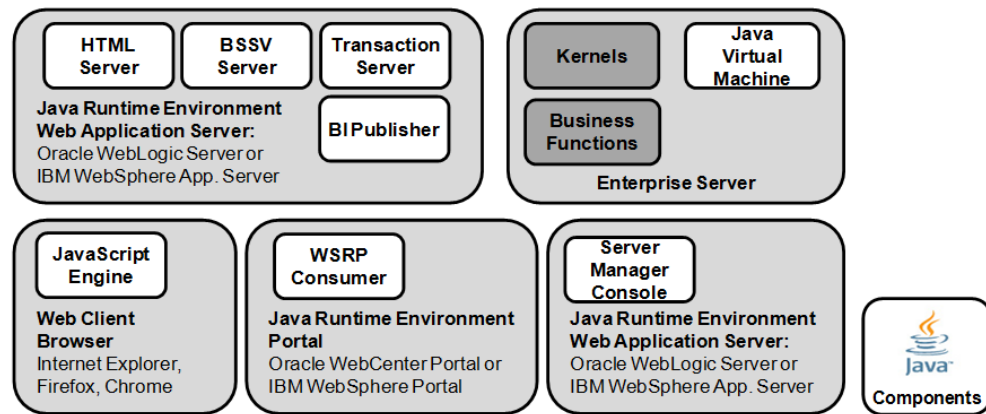 HTML
Server
BSSV
Server
Transaction
Server
Java Runtime Environment
Web Application Server:
Oracle WebLogic Server or
IBM WebSphere App. Server
BI Publisher
Kernels
Java
Virtual
Machine
Business
Functions
Enterprise Server
JavaScript
Engine
Web Client
Browser
Internet Explorer,
Firefox, Chrome
WSRP
Consumer
Java Runtime Environment
Portal
Oracle WebCenter Portal or
IBM WebSphere Portal
Server
Manager
Console
Java Runtime Environment
Web Application Server:
Oracle WebLogic Server or
IBM WebSphere App. Server
Java™
Components